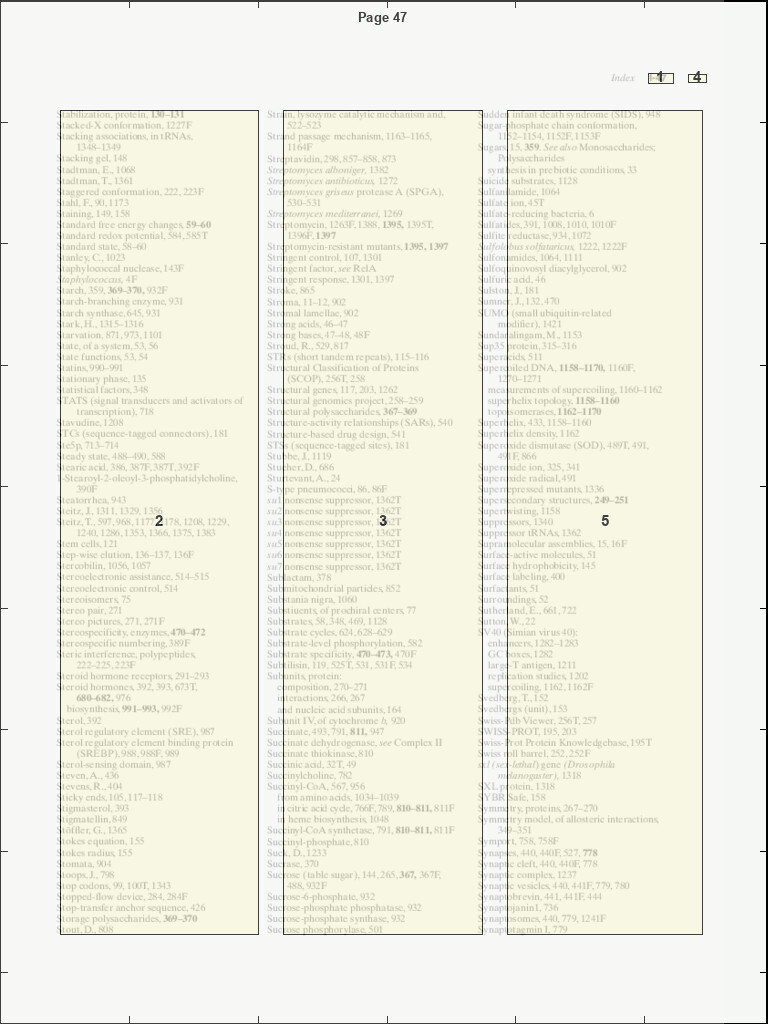 Page 47
Index 1 4
Stabilization, protein, 130–131
Stacked-X conformation, 1227F
Stacking associations, in tRNAs,
1348–1349
Stacking gel, 148
Stadtman, E., 1068
Stadtman, T., 1361
Staggered conformation, 222, 223F
Stahl, F., 90, 1173
Staining, 149, 158
Standard free energy changes, 59–60
Standard redox potential, 584, 585T
Standard state, 58–60
Stanley, C., 1023
Staphylococcal nuclease, 143F
Staphylococcus, 4F
Starch, 359, 369–370, 932F
Starch-branching enzyme, 931
Starch synthase, 645, 931
Stark, H., 1315–1316
Starvation, 871, 973, 1101
State, of a system, 53, 56
State functions, 53, 54
Statins, 990–991
Stationary phase, 135
Statistical factors, 348
STATS (signal transducers and activators of
transcription), 718
Stavudine, 1208
STCs (sequence-tagged connectors), 181
Ste5p, 713–714
Steady state, 488–490, 588
Stearic acid, 386, 387F, 387T, 392F
1-Stearoyl-2-oleoyl-3-phosphatidylcholine,
390F
Steatorrhea, 943
Steitz, J., 1311, 1329, 1356
Steitz, T., 597, 968, 1177, 1178, 1208, 1229,
1240, 1286, 1353, 1366, 1375, 1383
2
Stem cells, 121
Step-wise elution, 136–137, 136F
Stercobilin, 1056, 1057
Stereoelectronic assistance, 514–515
Stereoelectronic control, 514
Stereoisomers, 75
Stereo pair, 271
Stereo pictures, 271, 271F
Stereospecificity, enzymes, 470–472
Stereospecific numbering, 389F
Steric interference, polypeptides,
222–225, 223F
Steroid hormone receptors, 291–293
Steroid hormones, 392, 393, 673T,
680–682, 976
biosynthesis, 991–993, 992F
Sterol, 392
Sterol regulatory element (SRE), 987
Sterol regulatory element binding protein
(SREBP), 988, 988F, 989
Sterol-sensing domain, 987
Steven, A., 436
Stevens, R., 404
Sticky ends, 105, 117–118
Stigmasterol, 393
Stigmatellin, 849
Stöffler, G., 1365
Stokes equation, 155
Stokes radius, 155
Stomata, 904
Stoops, J., 798
Stop codons, 99, 100T, 1343
Stopped-flow device, 284, 284F
Stop-transfer anchor sequence, 426
Storage polysaccharides, 369–370
Stout, D., 808
Strain, lysozyme catalytic mechanism and,
522–523
Strand passage mechanism, 1163–1165,
1164F
Streptavidin, 298, 857–858, 873
Streptomyces alboniger, 1382
Streptomyces antibioticus, 1272
Streptomyces griseus protease A (SPGA),
530–531
Streptomyces mediterranei, 1269
Streptomycin, 1263F, 1388, 1395, 1395T,
1396F, 1397
Streptomycin-resistant mutants, 1395, 1397
Stringent control, 107, 1301
Stringent factor, see RelA
Stringent response, 1301, 1397
Stroke, 865
Stroma, 11–12, 902
Stromal lamellae, 902
Strong acids, 46–47
Strong bases, 47–48, 48F
Stroud, R., 529, 817
STRs (short tandem repeats), 115–116
Structural Classification of Proteins
(SCOP), 256T, 258
Structural genes, 117, 203, 1262
Structural genomics project, 258–259
Structural polysaccharides, 367–369
Structure-activity relationships (SARs), 540
Structure-based drug design, 541
STSs (sequence-tagged sites), 181
Stubbe, J., 1119
Stucher, D., 686
Sturtevant, A., 24
S-type pneumococci, 86, 86F
su1 nonsense suppressor, 1362T
su2 nonsense suppressor, 1362T
su3 nonsense suppressor, 1362T
su4 nonsense suppressor, 1362T
su5 nonsense suppressor, 1362T
su6 nonsense suppressor, 1362T
su7 nonsense suppressor, 1362T
3
Sublactam, 378
Submitochondrial particles, 852
Substania nigra, 1060
Substituents, of prochiral centers, 77
Substrates, 58, 348, 469, 1128
Substrate cycles, 624, 628–629
Substrate-level phosphorylation, 582
Substrate specificity, 470–473, 470F
Subtilisin, 119, 525T, 531, 531F, 534
Subunits, protein:
composition, 270–271
interactions, 266, 267
and nucleic acid subunits, 164
Subunit IV, of cytochrome b, 920
Succinate, 493, 791, 811, 947
Succinate dehydrogenase, see Complex II
Succinate thiokinase, 810
Succinic acid, 32T, 49
Succinylcholine, 782
Succinyl-CoA, 567, 956
from amino acids, 1034–1039
in citric acid cycle, 766F, 789, 810–811, 811F
in heme biosynthesis, 1048
Succinyl-CoA synthetase, 791, 810–811, 811F
Succinyl-phosphate, 810
Suck, D., 1233
Sucrase, 370
Sucrose (table sugar), 144, 265, 367, 367F,
488, 932F
Sucrose-6-phosphate, 932
Sucrose-phosphate phosphatase, 932
Sucrose-phosphate synthase, 932
Sucrose phosphorylase, 501
Sudden infant death syndrome (SIDS), 948
Sugar-phosphate chain conformation,
1152–1154, 1152F, 1153F
Sugars, 15, 359. See also Monosaccharides;
Polysaccharides
synthesis in prebiotic conditions, 33
Suicide substrates, 1128
Sulfanilamide, 1064
Sulfate ion, 45T
Sulfate-reducing bacteria, 6
Sulfatides, 391, 1008, 1010, 1010F
Sulfite reductase, 934, 1072
Sulfolobus solfataricus, 1222, 1222F
Sulfonamides, 1064, 1111
Sulfoquinovosyl diacylglycerol, 902
Sulfuric acid, 46
Sulston, J., 181
Sumner, J., 132, 470
SUMO (small ubiquitin-related
modifier), 1421
Sundaralingam, M., 1153
Sup35 protein, 315–316
Superacids, 511
Supercoiled DNA, 1158–1170, 1160F,
1270–1271
measurements of supercoiling, 1160–1162
superhelix topology, 1158–1160
topoisomerases, 1162–1170
Superhelix, 433, 1158–1160
Superhelix density, 1162
Superoxide dismutase (SOD), 489T, 491,
491F, 866
Superoxide ion, 325, 341
Superoxide radical, 491
Superrepressed mutants, 1336
Supersecondary structures, 249–251
Supertwisting, 1158
Suppressors, 1340
5
Suppressor tRNAs, 1362
Supramolecular assemblies, 15, 16F
Surface-active molecules, 51
Surface hydrophobicity, 145
Surface labeling, 400
Surfactants, 51
Surroundings, 52
Sutherland, E., 661, 722
Sutton, W., 22
SV40 (Simian virus 40):
enhancers, 1282–1283
GC boxes, 1282
large-T antigen, 1211
replication studies, 1202
supercoiling, 1162, 1162F
Svedberg, T., 152
Svedbergs (unit), 153
Swiss-Pdb Viewer, 256T, 257
SWISS-PROT, 195, 203
Swiss-Prot Protein Knowledgebase, 195T
Swiss roll barrel, 252, 252F
sxl (sex-lethal) gene (Drosophila
melanogaster), 1318
SXL protein, 1318
SYBR Safe, 158
Symmetry, proteins, 267–270
Symmetry model, of allosteric interactions,
349–351
Symport, 758, 758F
Synapses, 440, 440F, 527, 778
Synaptic cleft, 440, 440F, 778
Synaptic complex, 1237
Synaptic vesicles, 440, 441F, 779, 780
Synaptobrevin, 441, 441F, 444
Synaptojanin1, 736
Synaptosomes, 440, 779, 1241F
Synaptotagmin I, 779